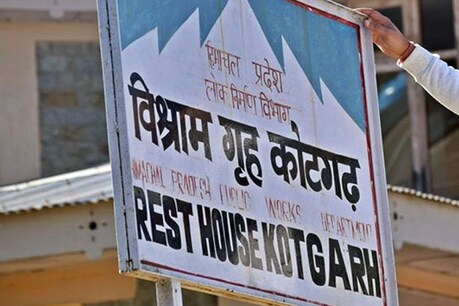 हिमाचल प्रदेश
लोक निर्माण विभाग
विश्राम गृह कोटगढ़
HIMACHAL PRADESH PUBLIC WORKS DEPARTMENT
REST HOUSE KOTGARH